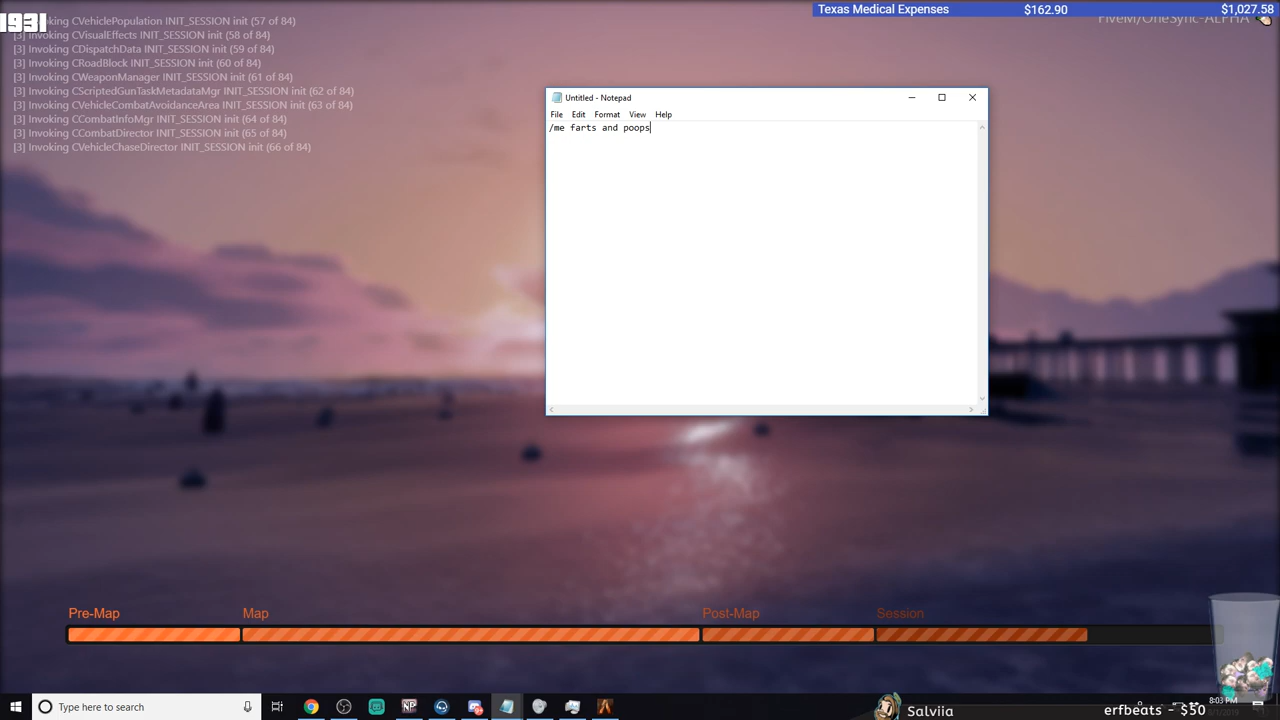 1931
Texas Medical Expenses $162.90 $1,027.58
FiveM/OneSync-ALPHA
oking CVehiclePopulation INIT_SESSION init (57 of 84)
[3] Invoking CVisualEffects INIT_SESSION init (58 of 84)
[3] Invoking CDispatchData INIT_SESSION init (59 of 84)
[3] Invoking CRoadBlock INIT_SESSION init (60 of 84)
[3] Invoking CWeaponManager INIT_SESSION init (61 of 84)
[3] Invoking CScriptedGunTaskMetadataMgr INIT_SESSION init (62 of 84)
[3] Invoking CVehicleCombatAvoidanceArea INIT_SESSION init (63 of 84)
[3] Invoking CCombatInfoMgr INIT_SESSION init (64 of 84)
[3] Invoking CCombatDirector INIT_SESSION init (65 of 84)
[3] Invoking CVehicleChaseDirector INIT_SESSION init (66 of 84)
Untitled - Notepad
File Edit Format View Help
/me farts and poops
Pre-Map Map Post-Map Session
Type here to search
NP
Salviia
erfbeats - $50
8:03 PM